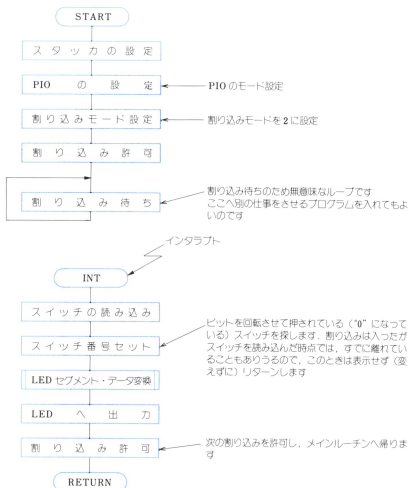 START
スタッカの設定
PIO の設定
PIO のモード設定
割り込みモード設定
割り込みモードを 2 に設定
割り込み許可
割り込み待ち
割り込み待ちのため無意味なループです
ここへ別の仕事をさせるプログラムを入れてもよ
いのです
インタラプト
INT
スイッチの読み込み
スイッチ番号セット
ビットを回転させて押されている（“0”になって
いる）スイッチを探します．割り込みは入ったが
スイッチを読み込んだ時点では，すでに離れてい
ることもありうるので，このときは表示せず（変
えずに）リターンします
LED セグメント・データ変換
LED へ出力
割り込み許可
次の割り込みを許可し，メインルーチンへ帰りま
す
RETURN